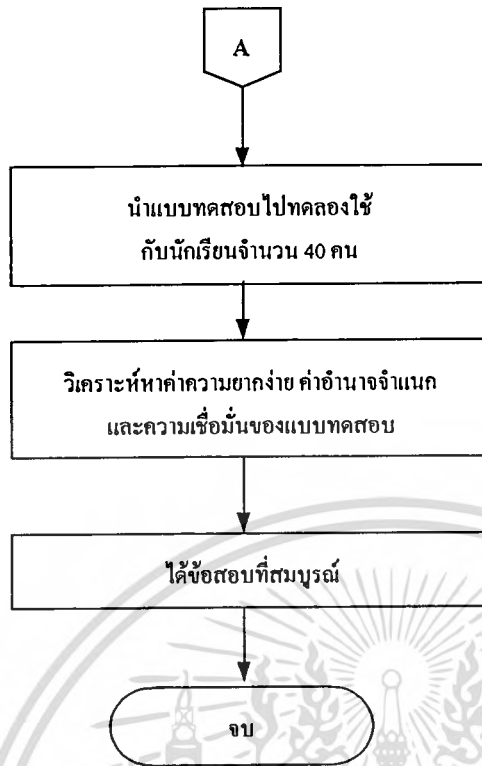 A
นำแบบทดสอบไปทดลองใช้
กับนักเรียนจำนวน 40 คน
วิเคราะห์หาค่าความยากง่าย ค่าอำนาจจำแนก
และความเชื่อมั่นของแบบทดสอบ
ได้ข้อสอบที่สมบูรณ์
จบ